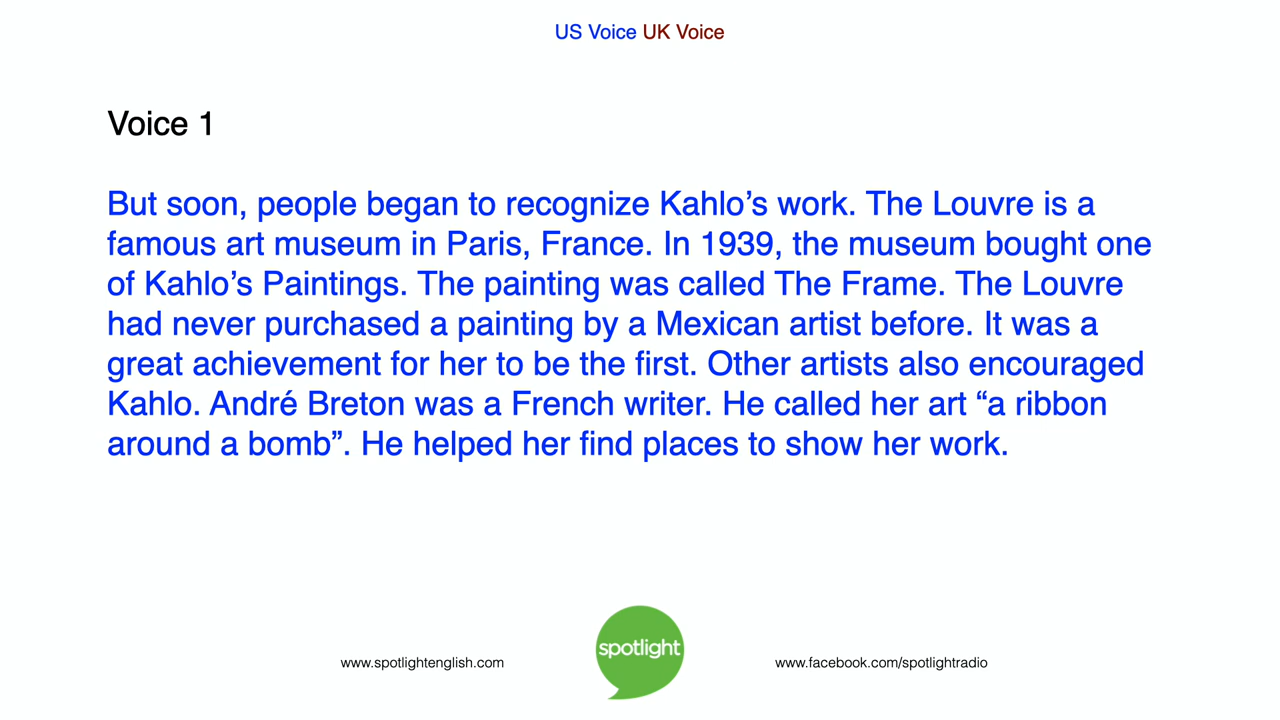 US Voice UK Voice
Voice 1
But soon, people began to recognize Kahlo’s work. The Louvre is a
famous art museum in Paris, France. In 1939, the museum bought one
of Kahlo’s Paintings. The painting was called The Frame. The Louvre
had never purchased a painting by a Mexican artist before. It was a
great achievement for her to be the first. Other artists also encouraged
Kahlo. André Breton was a French writer. He called her art “a ribbon
around a bomb”. He helped her find places to show her work.
spotlight
www.spotlightenglish.com
www.facebook.com/spotlightradio